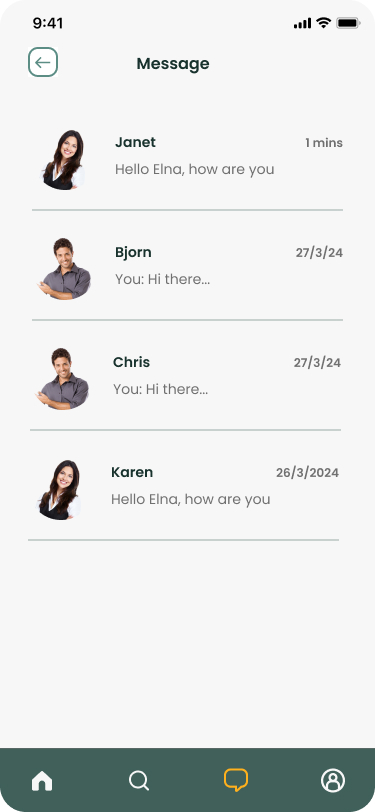 9:41
Message
Janet 1 mins
Hello Elna, how are you
Bjorn 27/3/24
You: Hi there...
Chris 27/3/24
You: Hi there...
Karen 26/3/2024
Hello Elna, how are you